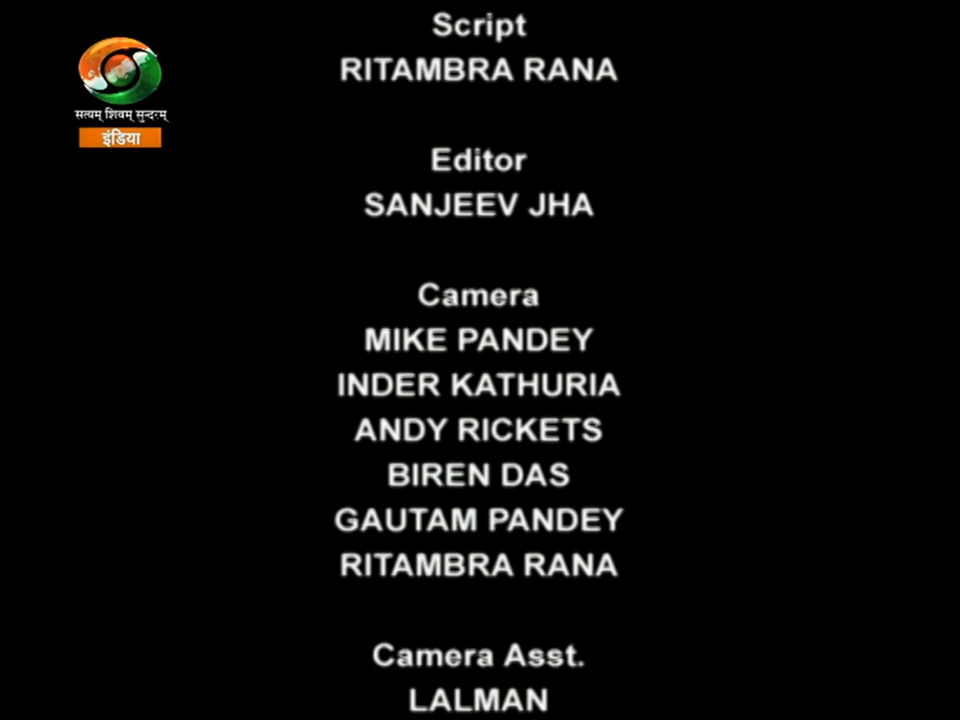 Script
RITAMBRA RANA
सत्यम् शिवम् सुन्दरम्
इंडिया
Editor
SANJEEV JHA
Camera
MIKE PANDEY
INDER KATHURIA
ANDY RICKETS
BIREN DAS
GAUTAM PANDEY
RITAMBRA RANA
Camera Asst.
LALMAN